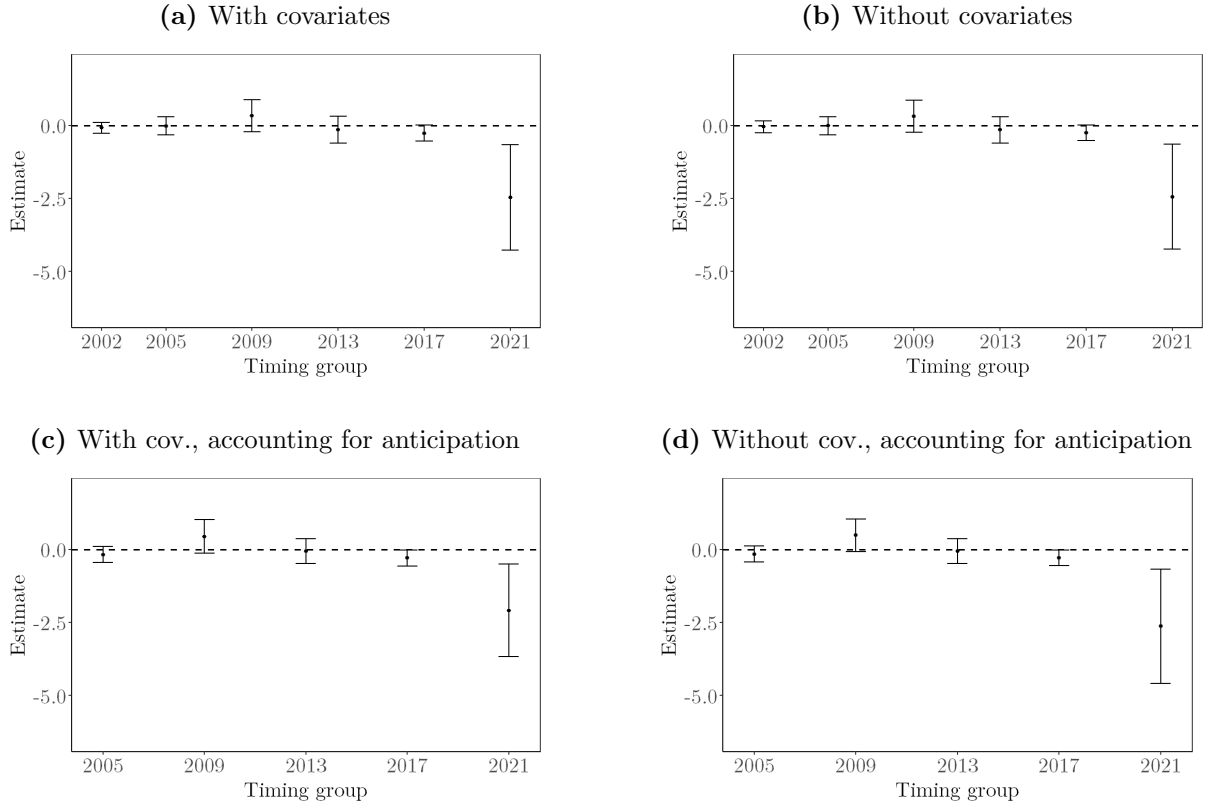 (a) With covariates
0.0
-2.5
-5.0
Estimate
2002 2005 2009 2013 2017 2021
Timing group
(b) Without covariates
0.0
-2.5
-5.0
Estimate
2002 2005 2009 2013 2017 2021
Timing group
(c) With cov., accounting for anticipation
0.0
-2.5
-5.0
Estimate
2005 2009 2013 2017 2021
Timing group
(d) Without cov., accounting for anticipation
0.0
-2.5
-5.0
Estimate
2005 2009 2013 2017 2021
Timing group